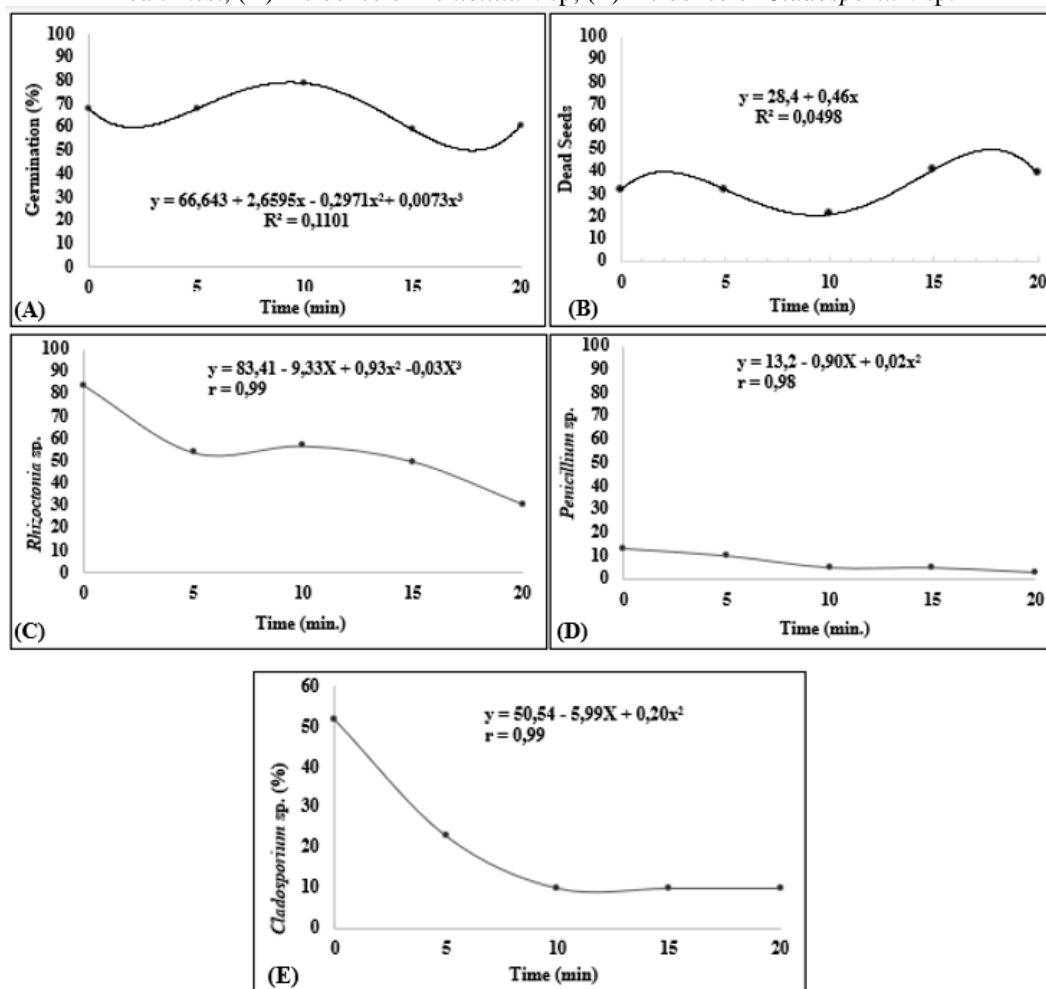 incidence of sp, incidence of Cladosporium sp.
100
90
80
70
60
50
40
30
20
10
0
Germination (%)
y = 66,643 + 2,6595x - 0,2971x²+ 0,0073x³
R² = 0,1101
0 5 10 15 20
Time (min)
(A)
100
90
80
70
60
50
40
30
20
10
0
Dead Seeds
y = 28,4 + 0,46x
R² = 0,0498
0 5 10 15 20
Time (min)
(B)
100
90
80
70
60
50
40
30
20
10
0
Rhizoctonia sp.
y = 83,41 - 9,33X + 0,93x² -0,03X³
r = 0,99
0 5 10 15 20
Time (min.)
(C)
100
90
80
70
60
50
40
30
20
10
0
Penicillium sp.
y = 13,2 - 0,90X + 0,02x²
r = 0,98
0 5 10 15 20
Time (min.)
(D)
60
50
40
30
20
10
0
Cladosporium sp. (%)
y = 50,54 - 5,99X + 0,20x²
r = 0,99
0 5 10 15 20
Time (min)
(E)